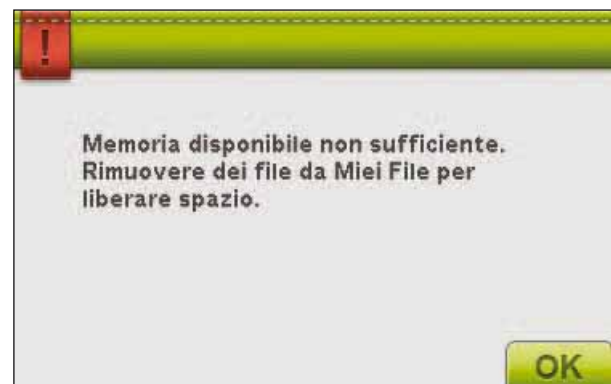 !
Memoria disponibile non sufficiente.
Rimuovere dei file da Miei File per
liberare spazio.
OK